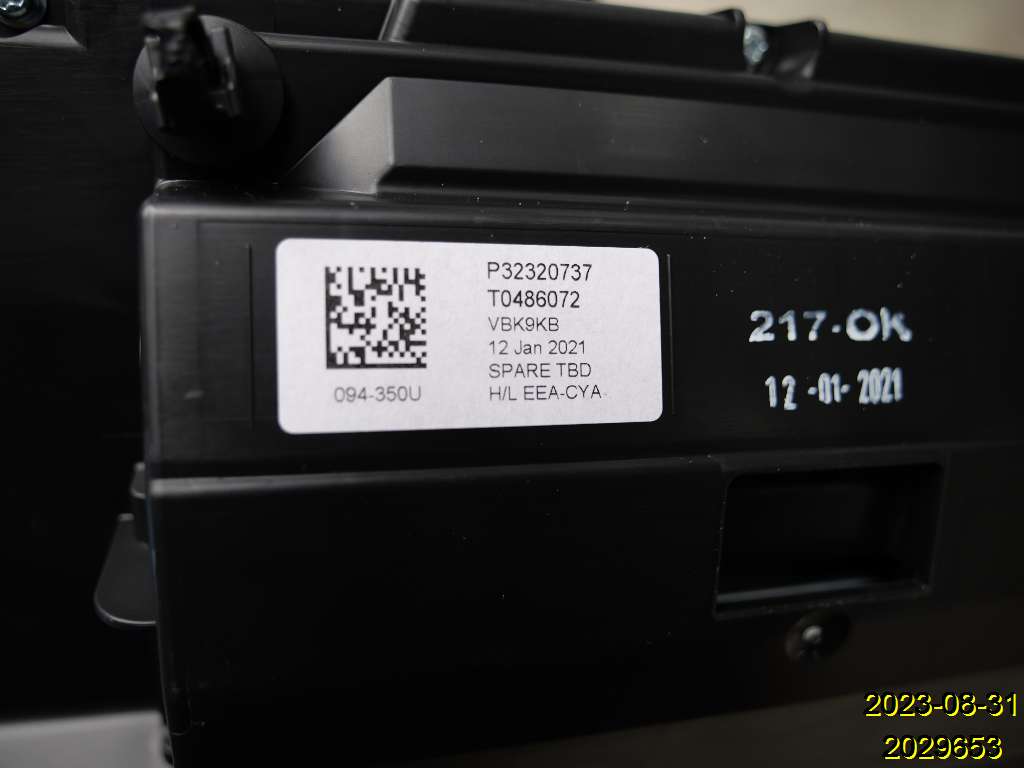 P32320737
T0486072
VBK9KB
12 Jan 2021
SPARE TBD
H/L EEA-CYA
094-350U
217-OK
12-01-2021
2023-08-31
2029653